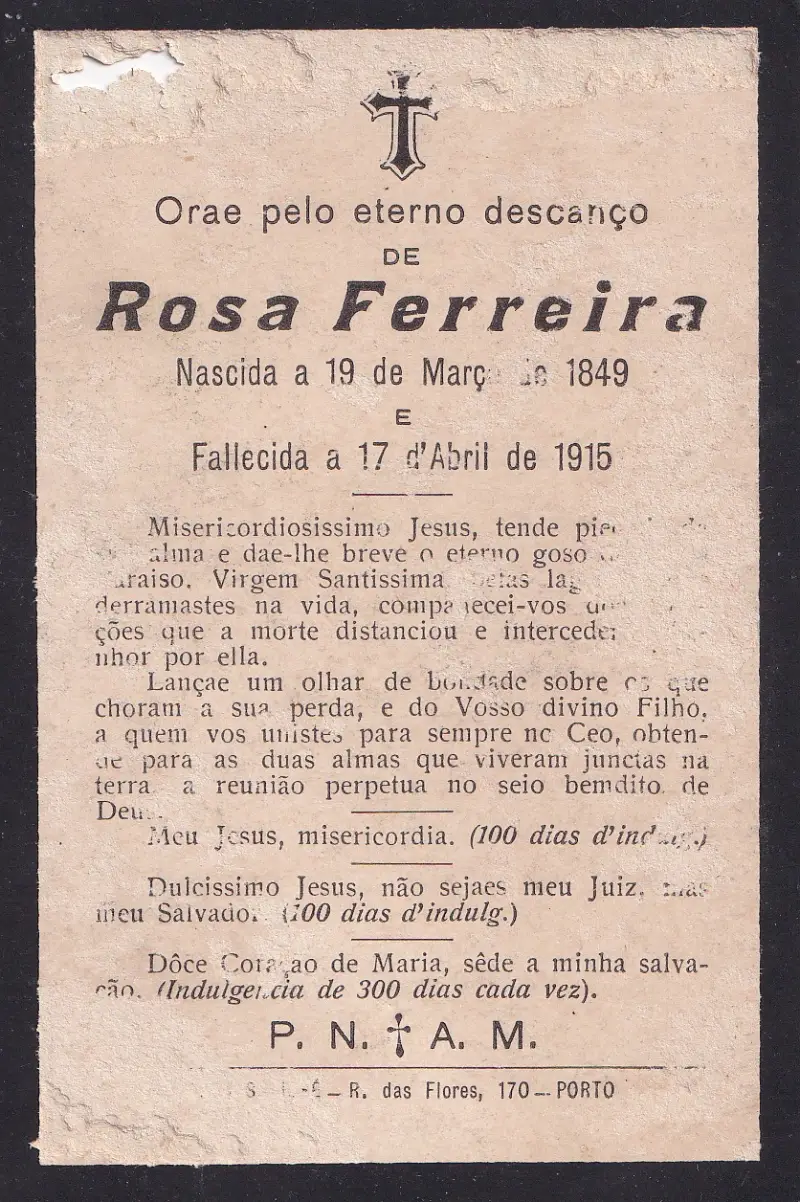 Orae pelo eterno descanço
DE
Rosa Ferreira
Nascida a 19 de 1849
E
Fallecida a 17 d'Abril de 1915
Misericordiosissimo Jesus, tende
alma e dae-lhe breve o eterno goso
Virgem Santissima
derramastes na vida,
ções que a morte distanciou e
nhor por ella.
Lançae um olhar de bondade sobre os que
choram a sua perda, e do Vosso divino Filho,
a quem vos unistes para sempre no Ceo, obten-
de para as duas almas que viveram junctas na
terra a reunião perpetua no seio bemdito de
Meu Jesus, misericordia. (100 dias
Dulcissimo Jesus, não sejaes meu Juiz, mas
meu Salvador. (100 dias d'indulg.)
Dôce Coração de Maria, sêde a minha salva-
ção. (Indulgencia de 300 dias cada vez).
P. N. † A. M.
– R. das Flores, 170 – PORTO